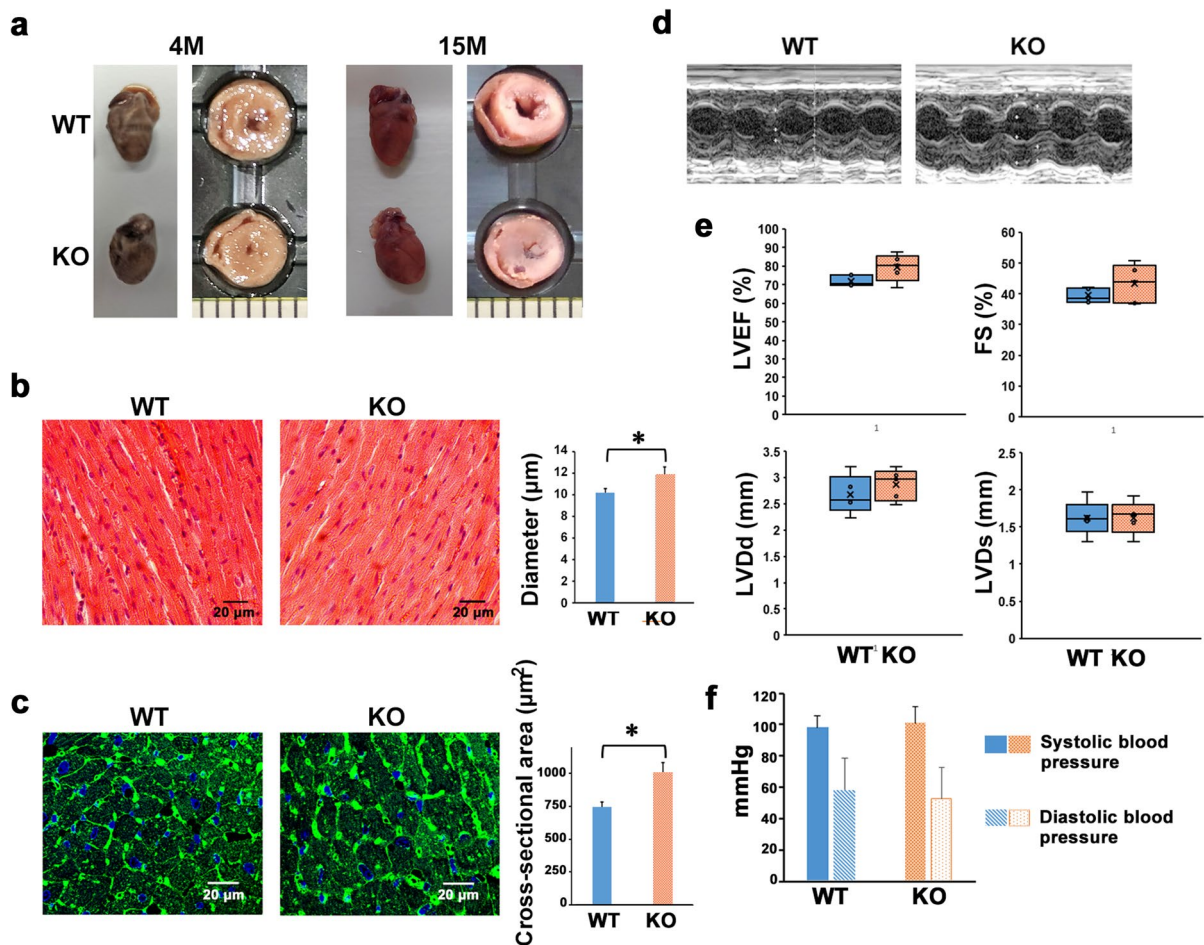 a
4M
15M
WT
KO
b
WT
KO
20 µm
20 µm
Diameter (µm)
14
12
10
8
6
4
2
0
*
WT
KO
c
WT
KO
20 µm
20 µm
Cross-sectional area (µm²)
1000
750
500
250
0
*
WT
KO
d
WT
KO
e
LVEF (%)
100
90
80
70
60
50
40
30
20
10
0
1
FS (%)
60
50
40
30
20
10
0
1
LVDd (mm)
3.5
3
2.5
2
1.5
1
0.5
0
WT
1
KO
LVDs (mm)
2.5
2
1.5
1
0.5
0
WT
KO
f
mmHg
120
100
80
60
40
20
0
WT
KO
Systolic blood
pressure
Diastolic blood
pressure